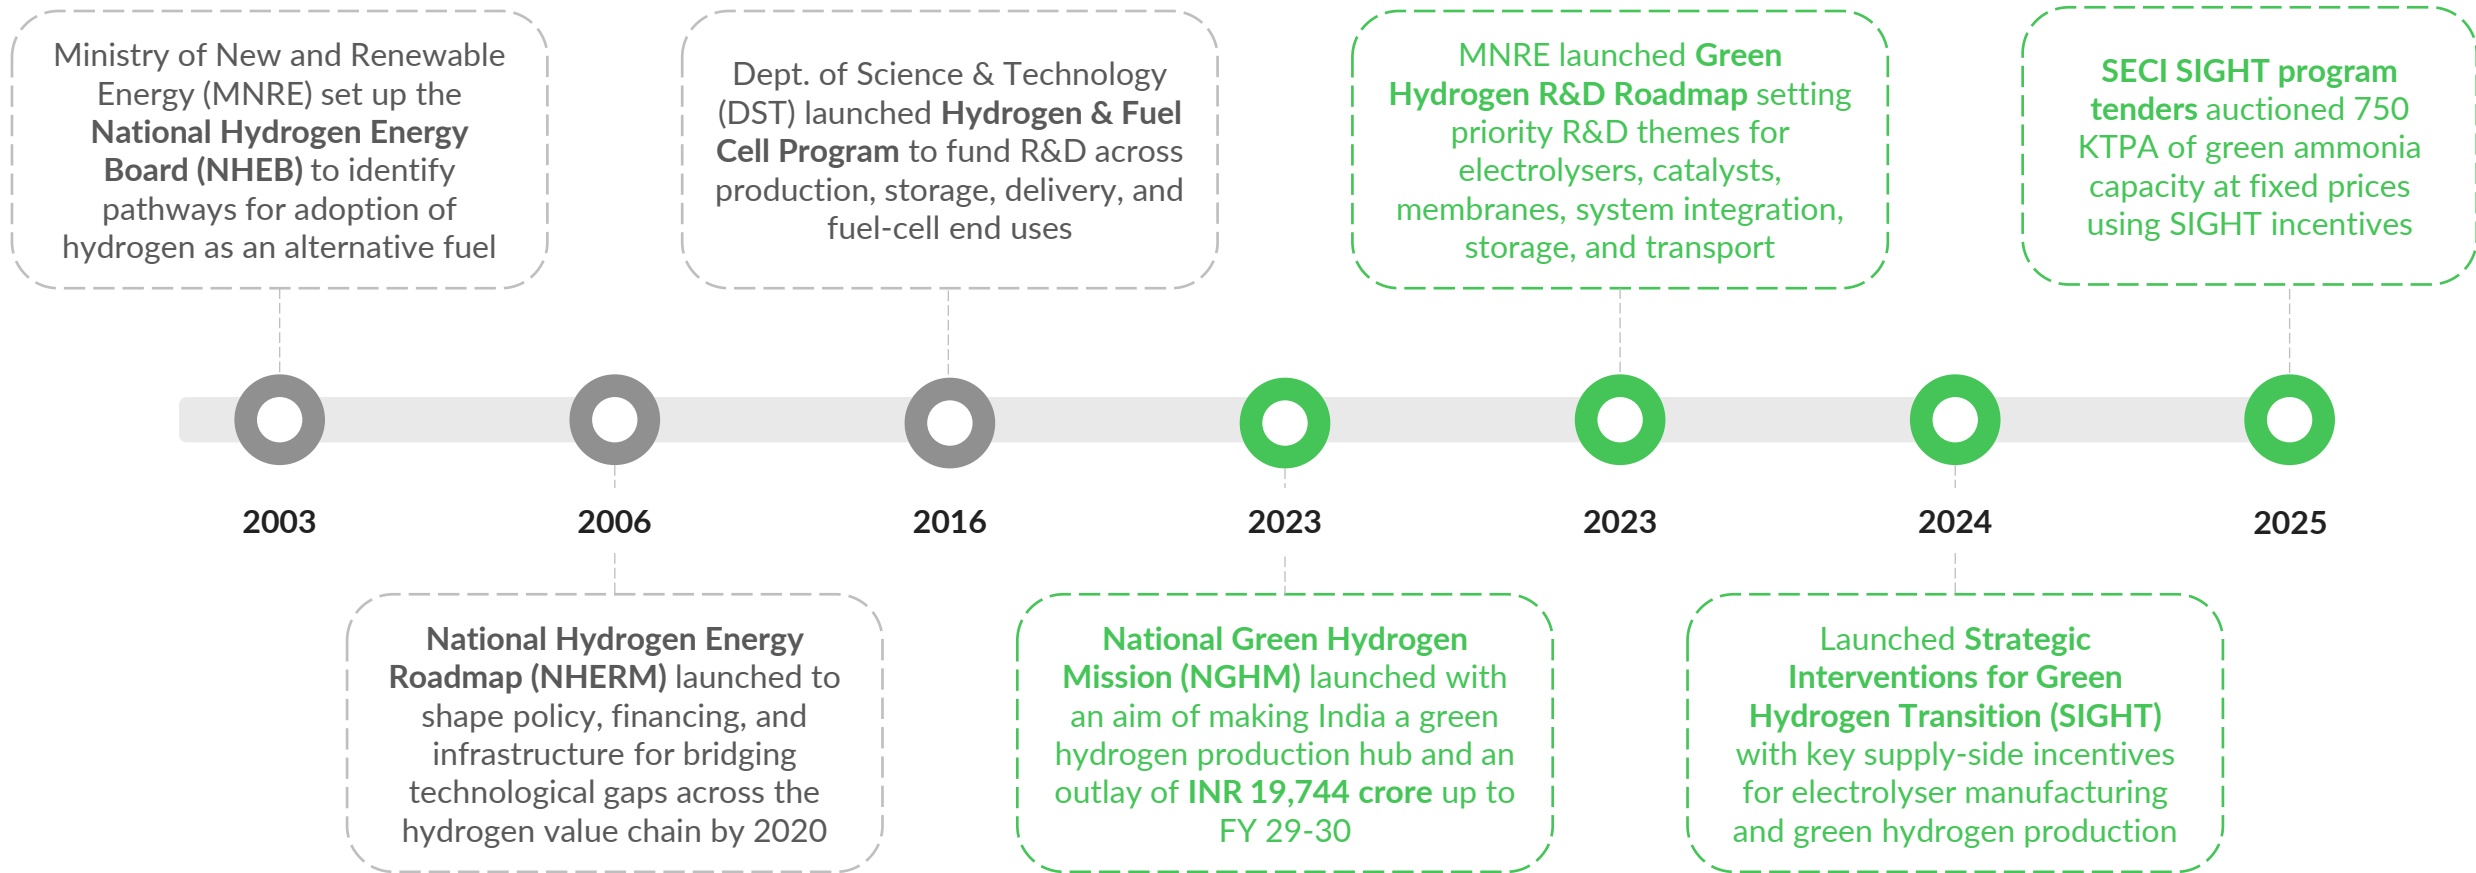 Ministry of New and Renewable
Energy (MNRE) set up the
National Hydrogen Energy
Board (NHEB) to identify
pathways for adoption of
hydrogen as an alternative fuel
Dept. of Science & Technology
(DST) launched Hydrogen & Fuel
Cell Program to fund R&D across
production, storage, delivery, and
fuel-cell end uses
MNRE launched Green
Hydrogen R&D Roadmap setting
priority R&D themes for
electrolysers, catalysts,
membranes, system integration,
storage, and transport
SECI SIGHT program
tenders auctioned 750
KTPA of green ammonia
capacity at fixed prices
using SIGHT incentives
2003
2006
2016
2023
2023
2024
2025
National Hydrogen Energy
Roadmap (NHERM) launched to
shape policy, financing, and
infrastructure for bridging
technological gaps across the
hydrogen value chain by 2020
National Green Hydrogen
Mission (NGHM) launched with
an aim of making India a green
hydrogen production hub and an
outlay of INR 19,744 crore up to
FY 29-30
Launched Strategic
Interventions for Green
Hydrogen Transition (SIGHT)
with key supply-side incentives
for electrolyser manufacturing
and green hydrogen production